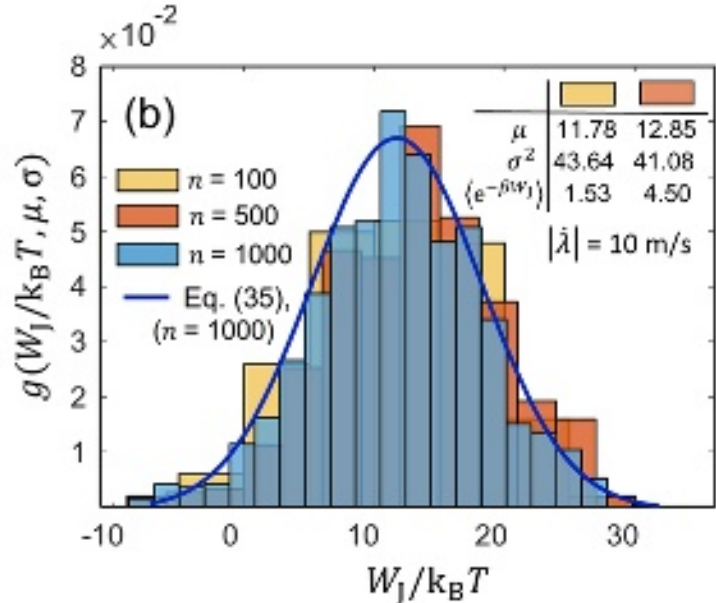 ×10⁻²
8
7
6
5
4
3
2
1
g(W_J/k_BT, μ, σ)
(b)
n = 100
n = 500
n = 1000
Eq. (35),
(n = 1000)
μ 11.78 12.85
σ² 43.64 41.08
⟨e^{-βW_J}⟩ 1.53 4.50
|λ̇| = 10 m/s
-10 0 10 20 30
W_J/k_BT